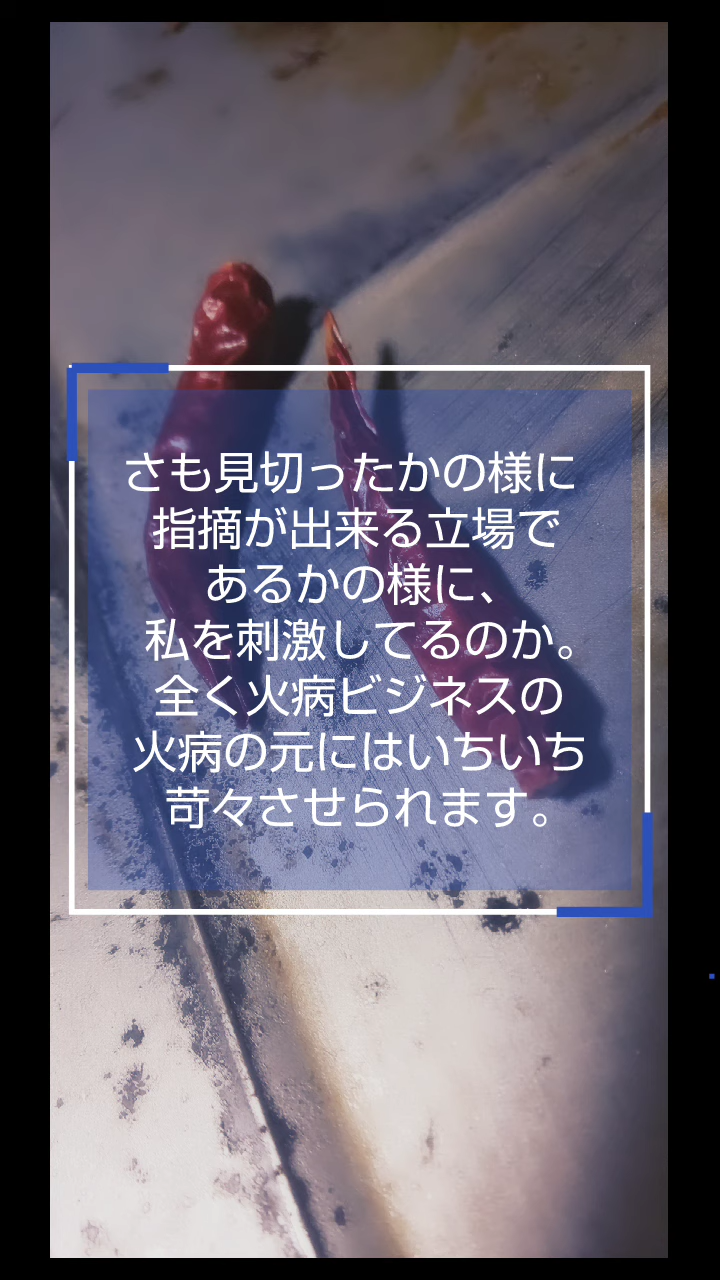 さも見切ったかの様に
指摘が出来る立場で
あるかの様に、
私を刺激してるのか。
全く火病ビジネスの
火病の元にはいちいち
苛々させられます。